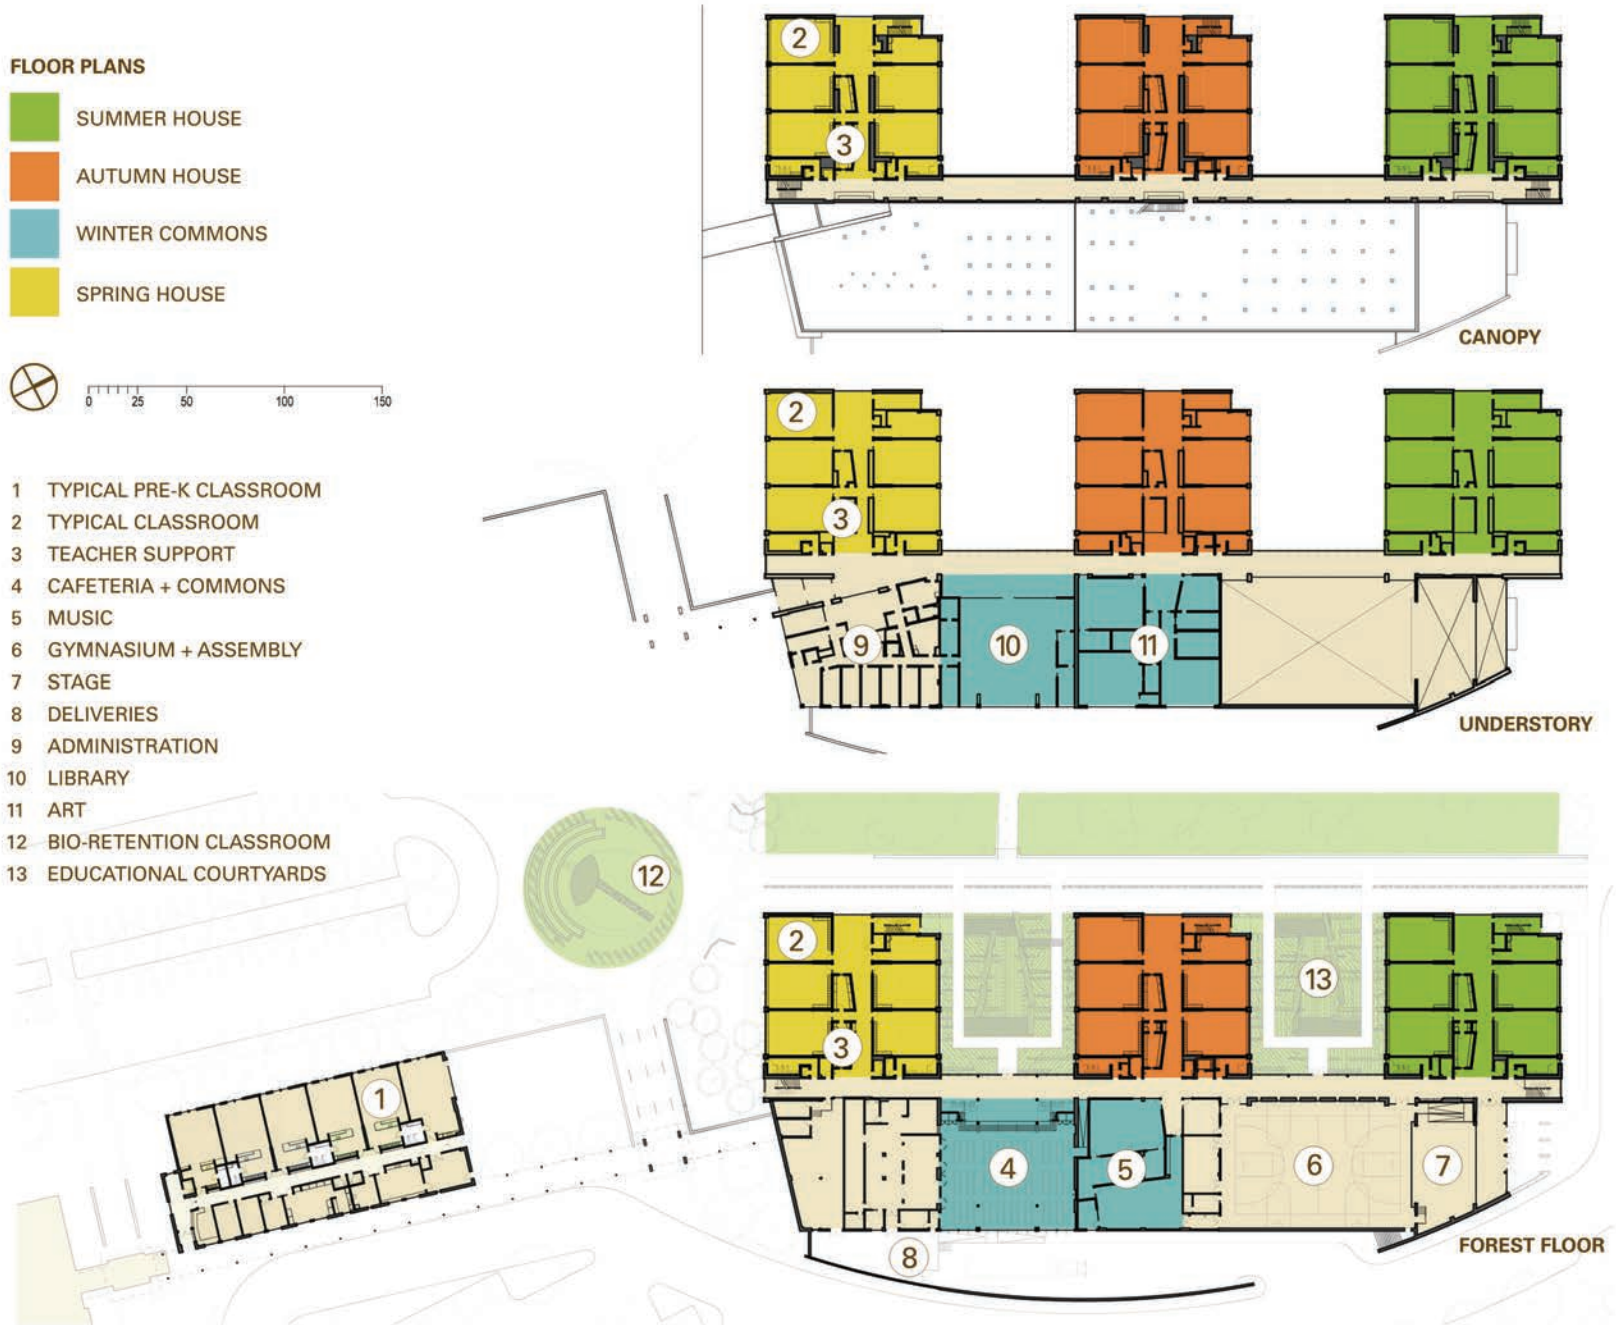 FLOOR PLANS
SUMMER HOUSE
AUTUMN HOUSE
WINTER COMMONS
SPRING HOUSE
0 25 50 100 150
1 TYPICAL PRE-K CLASSROOM
2 TYPICAL CLASSROOM
3 TEACHER SUPPORT
4 CAFETERIA + COMMONS
5 MUSIC
6 GYMNASIUM + ASSEMBLY
7 STAGE
8 DELIVERIES
9 ADMINISTRATION
10 LIBRARY
11 ART
12 BIO-RETENTION CLASSROOM
13 EDUCATIONAL COURTYARDS
2
3
CANOPY
2
3
9
10
11
UNDERSTORY
12
2
13
3
1
4
5
6
7
8
FOREST FLOOR